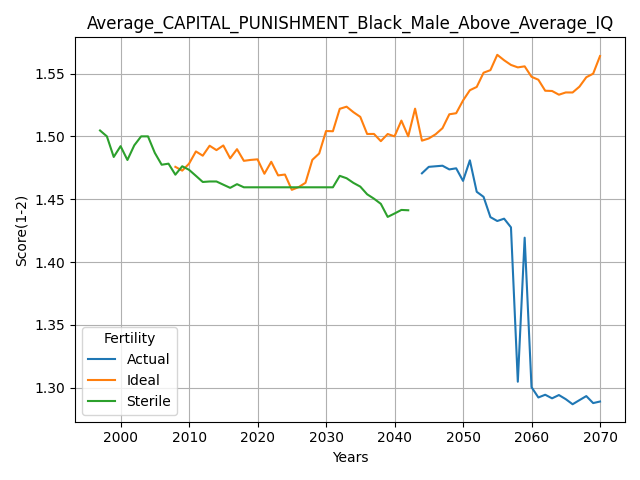 Average_CAPITAL_PUNISHMENT_Black_Male_Above_Average_IQ
Score(1-2)
1.55
1.50
1.45
1.40
1.35
1.30
Fertility
Actual
Ideal
Sterile
2000 2010 2020 2030 2040 2050 2060 2070
Years